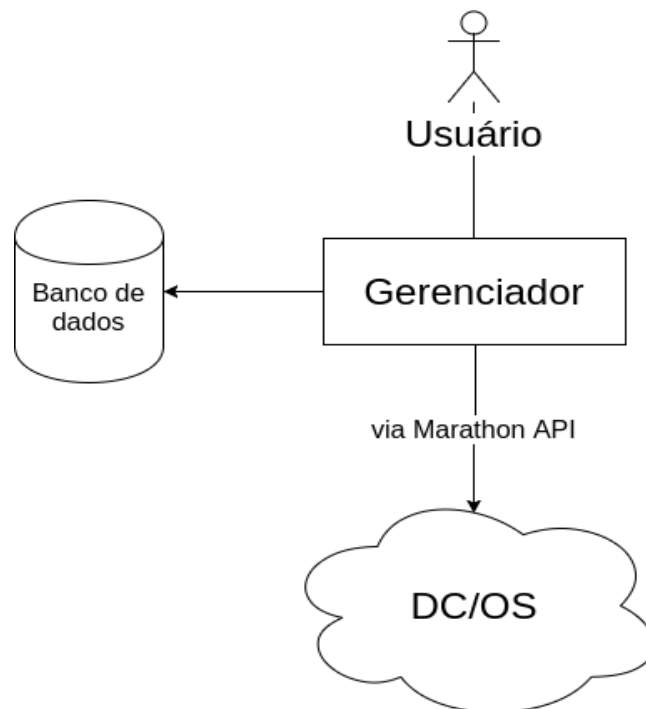 Usuário
Gerenciador
Banco de
dados
via Marathon API
DC/OS